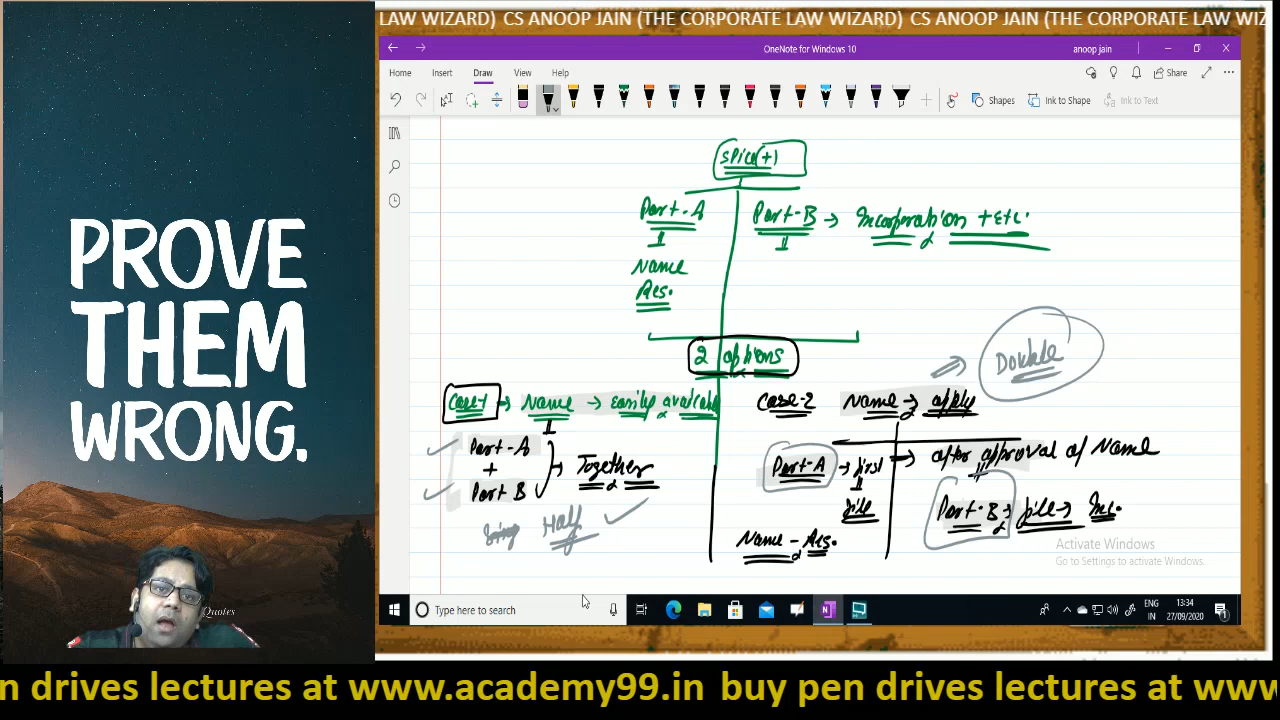 LAW WIZARD) CS ANOOP JAIN (THE CORPORATE LAW WIZARD) CS ANOOP JAIN (THE CORPORATE LAW WIZ
OneNote for Windows 10
anoop jain
Home Insert Draw View Help
Share
Shapes Ink to Shape Ink to Text
PROVE
THEM
WRONG.
Quotes
SPice(+)
Part-A
Part-B → Incorporation + Etc.
Name
Res.
2 options
Double
Case-1 → Name → easily available
Case-2 Name → apply
Part-A
+
Part B
→ Together
Half
Part-A → first
file
Name - Res.
→ after approval of Name
Part-B → file → Inc.
Activate Windows
Go to Settings to activate Windows.
Type here to search
ENG
IN
13:34
27/09/2020
n drives lectures at www.academy99.in buy pen drives lectures at www